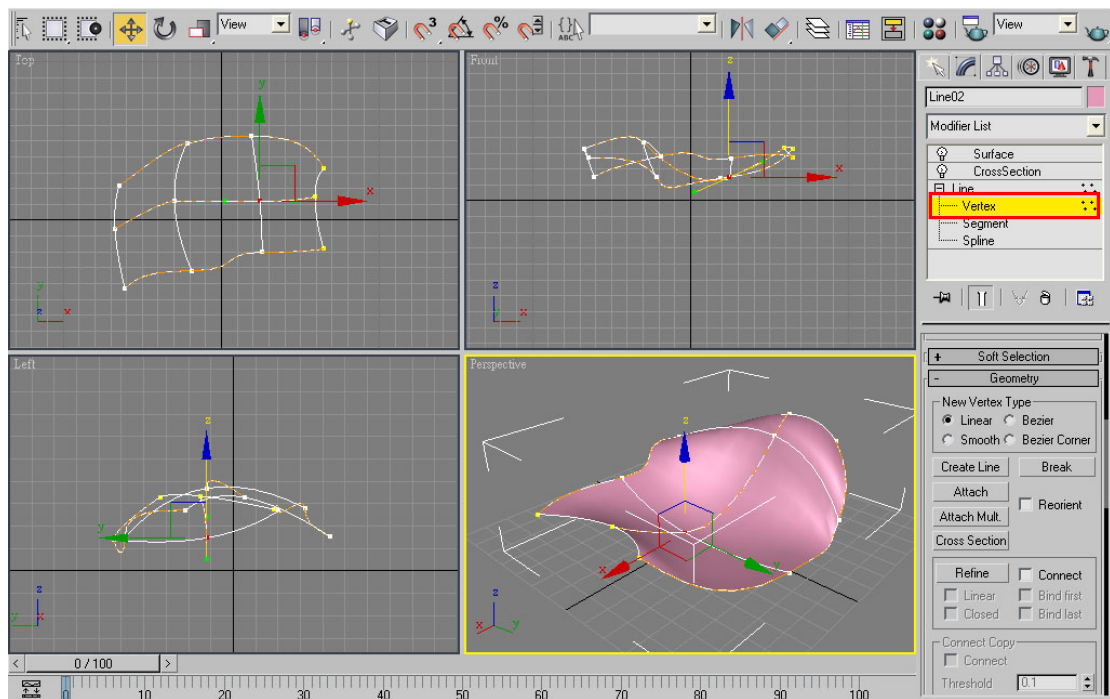 View
ABC
View
Top
y
x
y
z
x
Front
z
x
z
x
Left
z
y
z
y
x
Perspective
z
x
y
z
x
y
Line02
Modifier List
Surface
CrossSection
Line
Vertex
Segment
Spline
+ Soft Selection
- Geometry
New Vertex Type
Linear Bezier
Smooth Bezier Corner
Create Line Break
Attach
Reorient
Attach Mult.
Cross Section
Refine Connect
Linear Bind first
Closed Bind last
Connect Copy
Connect
Threshold 0.1
< 0 / 100 >
0 10 20 30 40 50 60 70 80 90 100